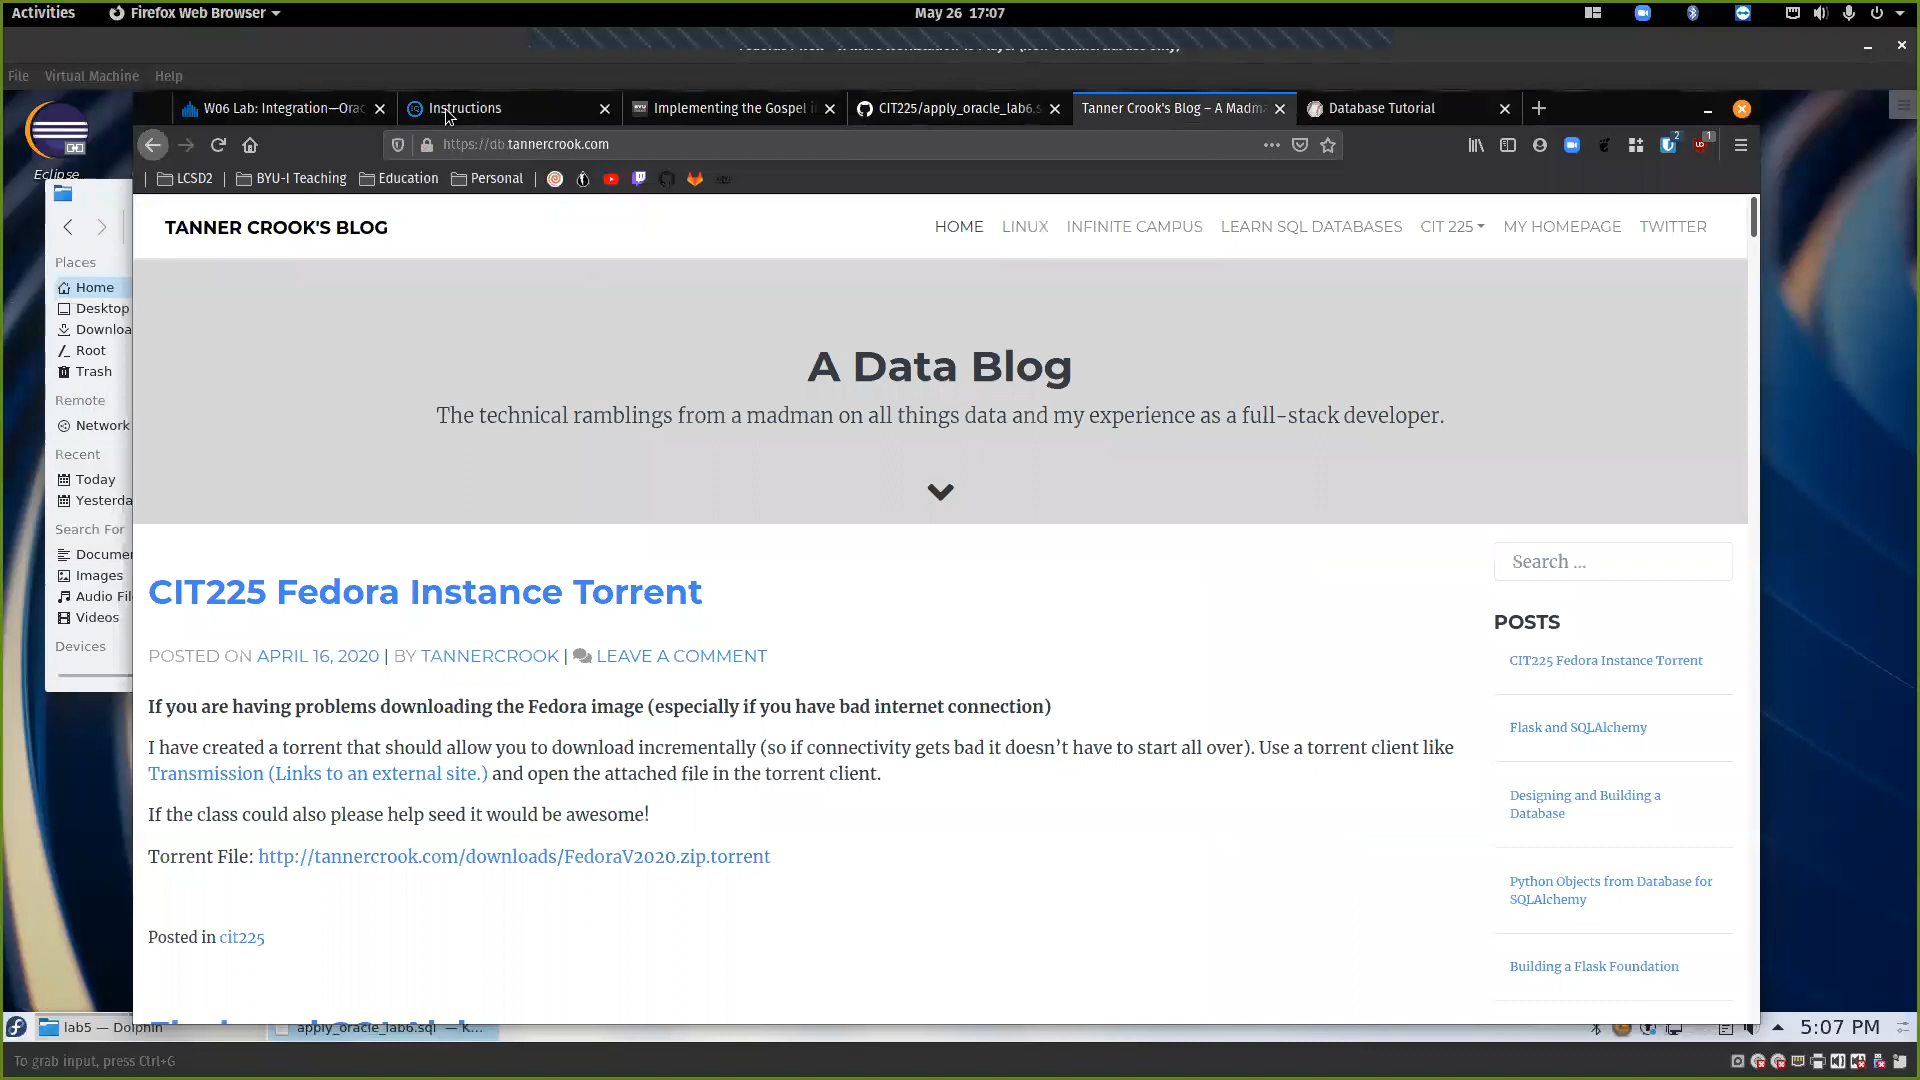 Activities
Firefox Web Browser
May 26 17:07
File Virtual Machine Help
W06 Lab: Integration—Orac
Instructions
Implementing the Gospel i
CIT225/apply_oracle_lab6.s
Tanner Crook's Blog – A Madma
Database Tutorial
https://db.tannercrook.com
2
1
LCSD2
BYU-I Teaching
Education
Personal
Eclipse
Places
Home
Desktop
Downloa
Root
Trash
Remote
Network
Recent
Today
Yesterda
Search For
Documen
Images
Audio Fil
Videos
Devices
TANNER CROOK'S BLOG
HOME LINUX INFINITE CAMPUS LEARN SQL DATABASES CIT 225 MY HOMEPAGE TWITTER
A Data Blog
The technical ramblings from a madman on all things data and my experience as a full-stack developer.
CIT225 Fedora Instance Torrent
POSTED ON APRIL 16, 2020 | BY TANNERCROOK | LEAVE A COMMENT
If you are having problems downloading the Fedora image (especially if you have bad internet connection)
I have created a torrent that should allow you to download incrementally (so if connectivity gets bad it doesn’t have to start all over). Use a torrent client like
Transmission (Links to an external site.) and open the attached file in the torrent client.
If the class could also please help seed it would be awesome!
Torrent File: http://tannercrook.com/downloads/FedoraV2020.zip.torrent
Posted in cit225
Search ...
POSTS
CIT225 Fedora Instance Torrent
Flask and SQLAlchemy
Designing and Building a
Database
Python Objects from Database for
SQLAlchemy
Building a Flask Foundation
lab5 — Dolphin
apply_oracle_lab6.sql — K...
5:07 PM
To grab input, press Ctrl+G